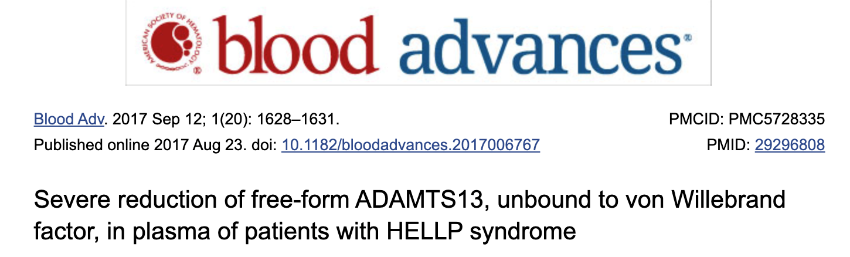 AMERICAN SOCIETY OF HEMATOLOGY
® blood advances®
Blood Adv. 2017 Sep 12; 1(20): 1628–1631. PMCID: PMC5728335
Published online 2017 Aug 23. doi: 10.1182/bloodadvances.2017006767 PMID: 29296808
Severe reduction of free-form ADAMTS13, unbound to von Willebrand
factor, in plasma of patients with HELLP syndrome